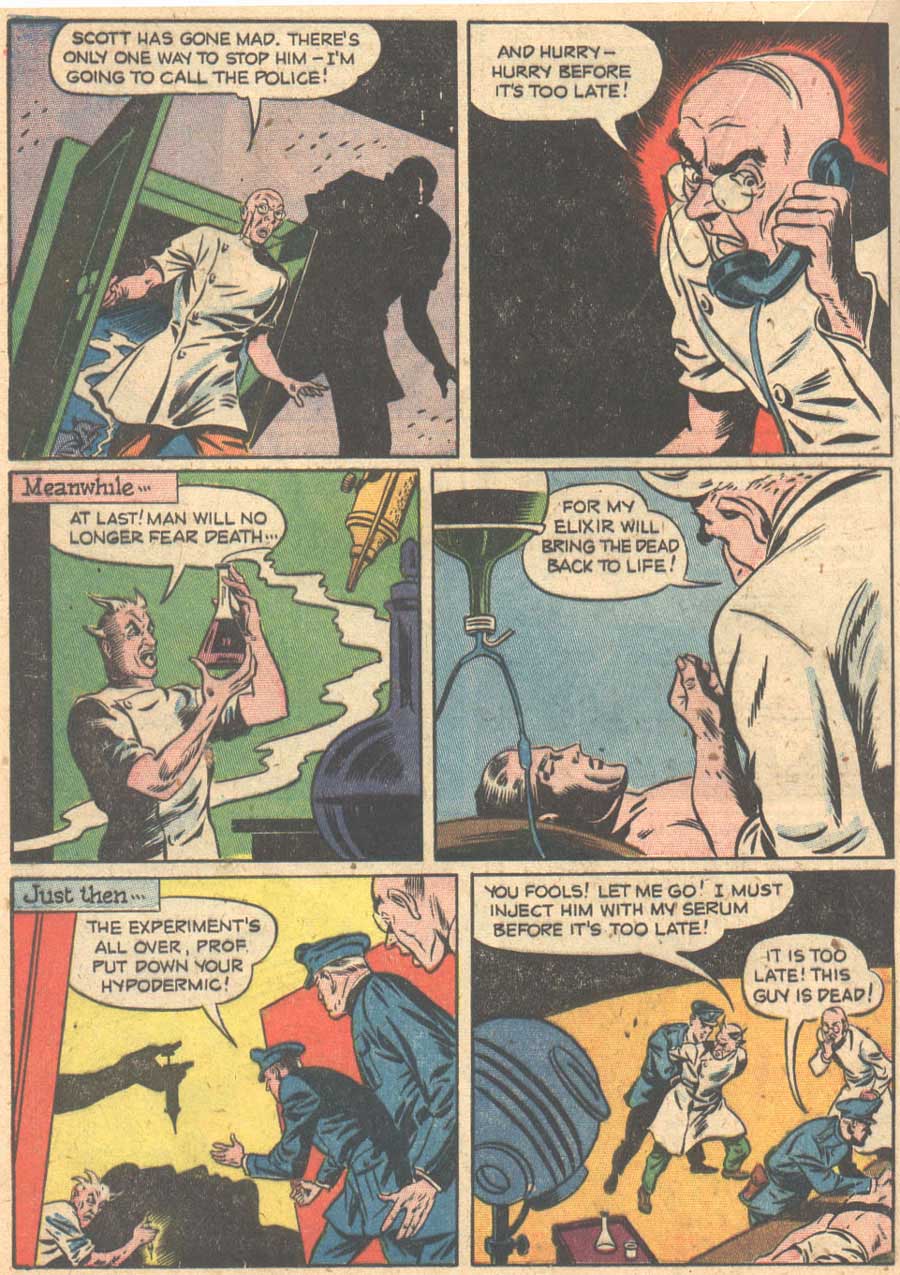 SCOTT HAS GONE MAD. THERE'S
ONLY ONE WAY TO STOP HIM – I'M
GOING TO CALL THE POLICE!
AND HURRY –
HURRY BEFORE
IT'S TOO LATE!
Meanwhile...
AT LAST! MAN WILL NO
LONGER FEAR DEATH...
FOR MY
ELIXIR WILL
BRING THE DEAD
BACK TO LIFE!
Just then...
THE EXPERIMENT'S
ALL OVER, PROF.
PUT DOWN YOUR
HYPODERMIC!
YOU FOOLS! LET ME GO! I MUST
INJECT HIM WITH MY SERUM
BEFORE IT'S TOO LATE!
IT IS TOO
LATE! THIS
GUY IS DEAD!